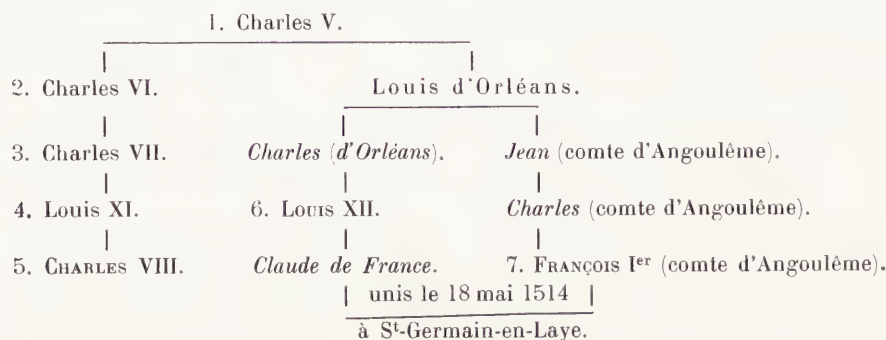 1. Charles V.
2. Charles VI. Louis d'Orléans.
3. Charles VII. Charles (d'Orléans). Jean (comte d'Angoulême).
4. Louis XI. 6. Louis XII. Charles (comte d'Angoulême).
5. CHARLES VIII. Claude de France. 7. FRANÇOIS Ier (comte d'Angoulême).
unis le 18 mai 1514
à St-Germain-en-Laye.